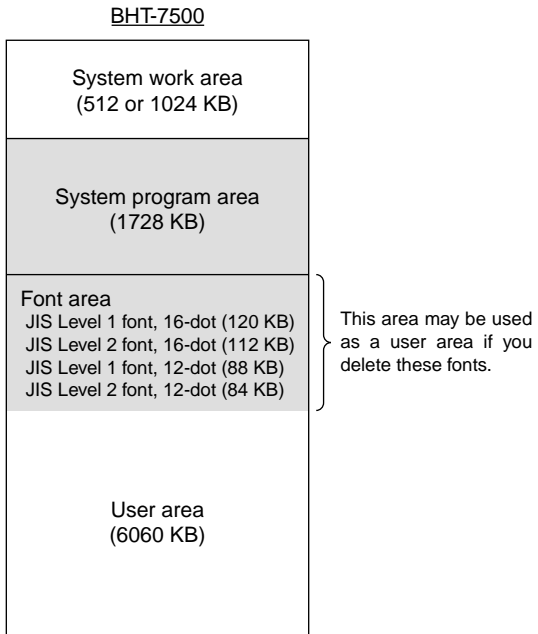 BHT-7500
System work area
(512 or 1024 KB)
System program area
(1728 KB)
Font area
JIS Level 1 font, 16-dot (120 KB)
JIS Level 2 font, 16-dot (112 KB)
JIS Level 1 font, 12-dot (88 KB)
JIS Level 2 font, 12-dot (84 KB)
This area may be used
as a user area if you
delete these fonts.
User area
(6060 KB)